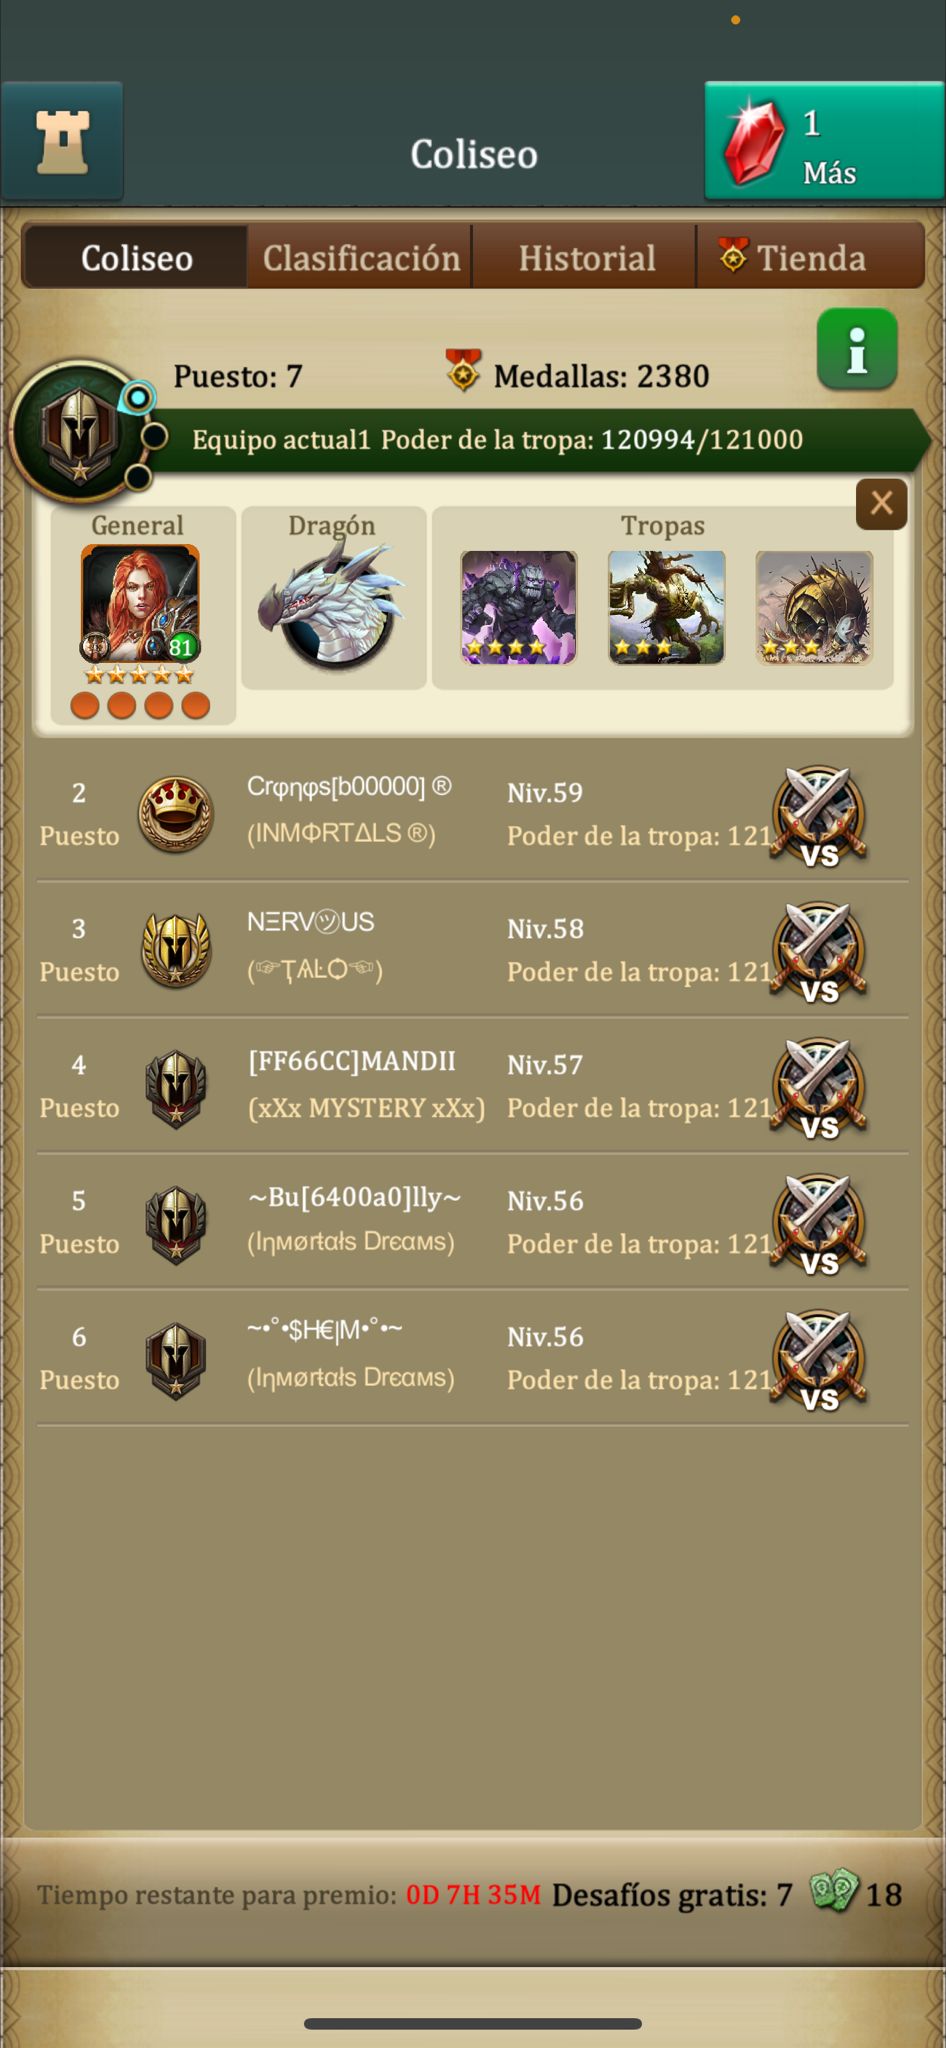 1
Más
Coliseo
Coliseo Clasificación Historial Tienda
Puesto: 7 Medallas: 2380
Equipo actual1 Poder de la tropa: 120994/121000
General Dragón Tropas
81
2 Crφηφs[b00000] ® Niv.59
Puesto (INMΦRTΔLS ®) Poder de la tropa: 121
VS
3 NΞRV㋡US Niv.58
Puesto (☞ҬѦȽѺ☜) Poder de la tropa: 121
VS
4 [FF66CC]MANDII Niv.57
Puesto (xXx MYSTERY xXx) Poder de la tropa: 121
VS
5 ~Bu[6400a0]lly~ Niv.56
Puesto (Iηмørŧαłs Drєαмs) Poder de la tropa: 121
VS
6 ~•°•$H€|M•°•~ Niv.56
Puesto (Iηмørŧαłs Drєαмs) Poder de la tropa: 121
VS
Tiempo restante para premio: 0D 7H 35M Desafíos gratis: 7 18